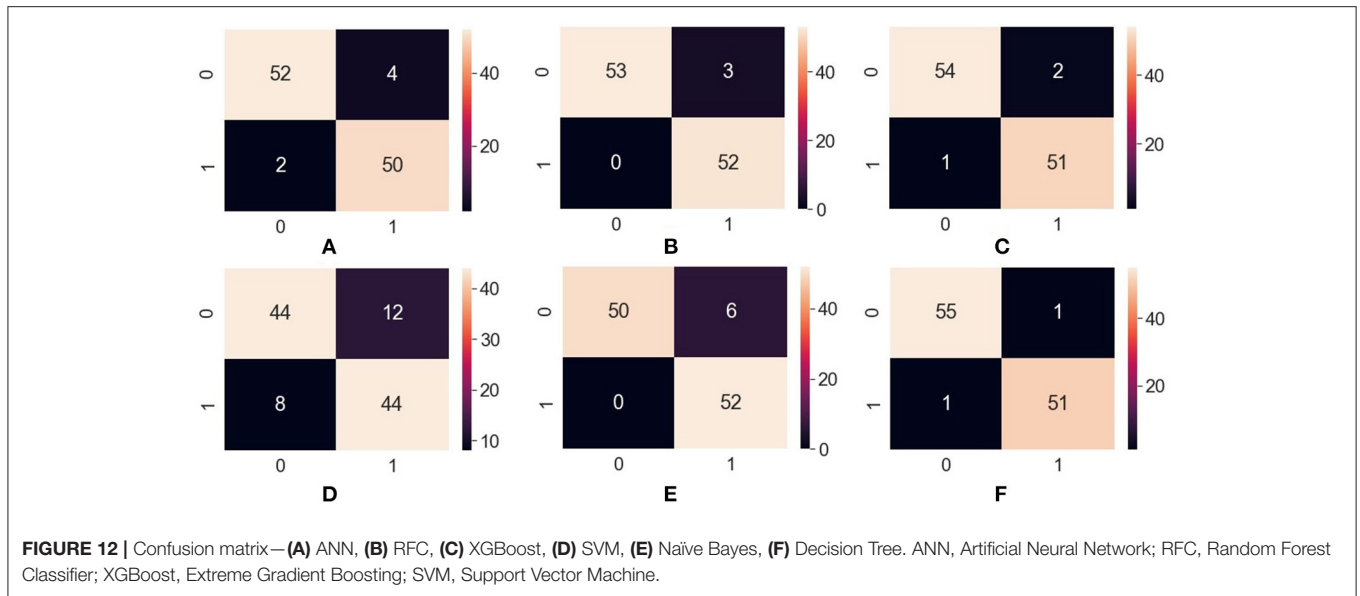 0 52 4
1 2 50
0 1
40
20
A
0 53 3
1 0 52
0 1
40
20
0
B
0 54 2
1 1 51
0 1
40
20
C
0 44 12
1 8 44
0 1
40
30
20
10
D
0 50 6
1 0 52
0 1
40
20
0
E
0 55 1
1 1 51
0 1
40
20
F
FIGURE 12 | Confusion matrix—(A) ANN, (B) RFC, (C) XGBoost, (D) SVM, (E) Naïve Bayes, (F) Decision Tree. ANN, Artificial Neural Network; RFC, Random Forest
Classifier; XGBoost, Extreme Gradient Boosting; SVM, Support Vector Machine.